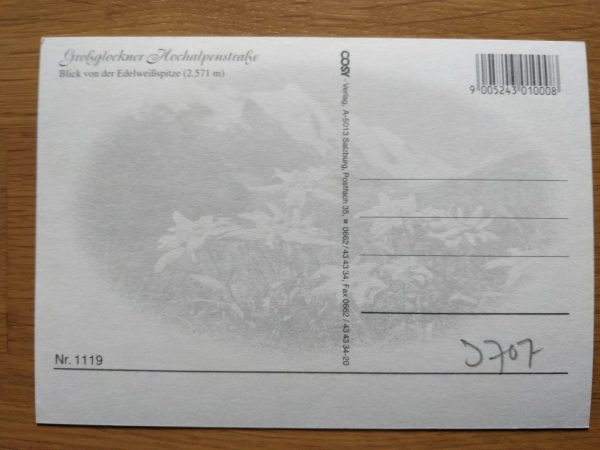 Großglockner Hochalpenstraße
Blick von der Edelweißspitze (2.571 m)
COSY - Verlag, A-5013 Salzburg, Postfach 35, ☎ 0662 / 43 43 34, Fax 0662 / 43 43 34-20
9 005243 010008
J707
Nr. 1119